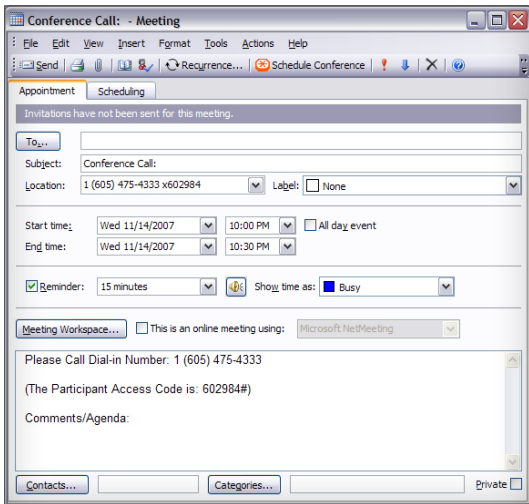 Conference Call: - Meeting
File Edit View Insert Format Tools Actions Help
Send Recurrence... Schedule Conference
Appointment Scheduling
Invitations have not been sent for this meeting.
To...
Subject: Conference Call:
Location: 1 (605) 475-4333 x602984 Label: None
Start time: Wed 11/14/2007 10:00 PM All day event
End time: Wed 11/14/2007 10:30 PM
Reminder: 15 minutes Show time as: Busy
Meeting Workspace... This is an online meeting using: Microsoft NetMeeting
Please Call Dial-in Number: 1 (605) 475-4333
(The Participant Access Code is: 602984#)
Comments/Agenda:
Contacts... Categories... Private